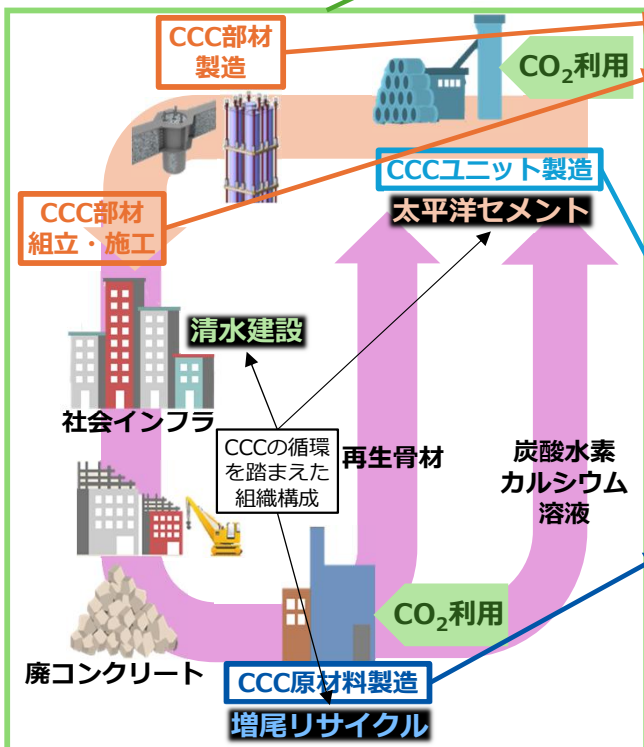 CCC部材
製造
CO₂利用
CCCユニット製造
太平洋セメント
CCC部材
組立・施工
清水建設
社会インフラ
CCCの循環
を踏まえた
組織構成
再生骨材
炭酸水素
カルシウム
溶液
CO₂利用
廃コンクリート
CCC原材料製造
増尾リサイクル